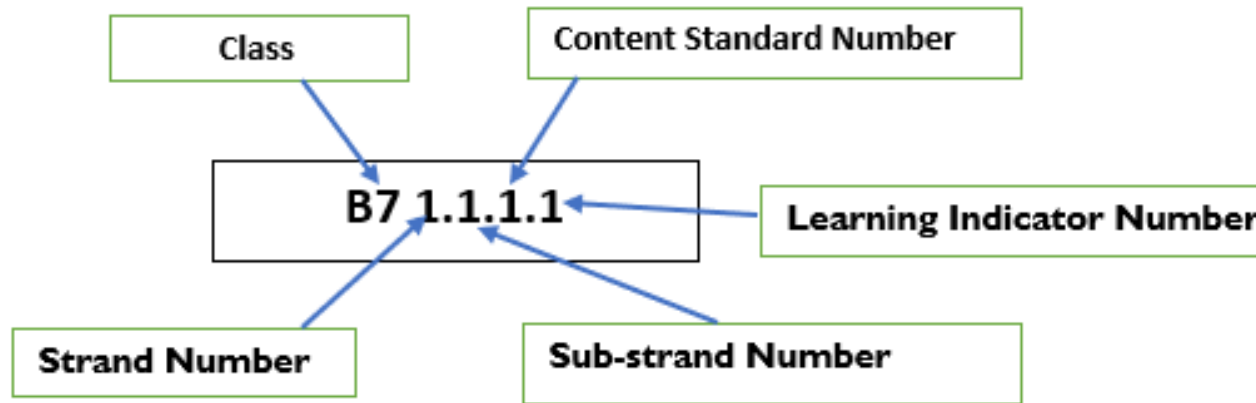 Class
Content Standard Number
B7 1.1.1.1
Learning Indicator Number
Strand Number
Sub-strand Number